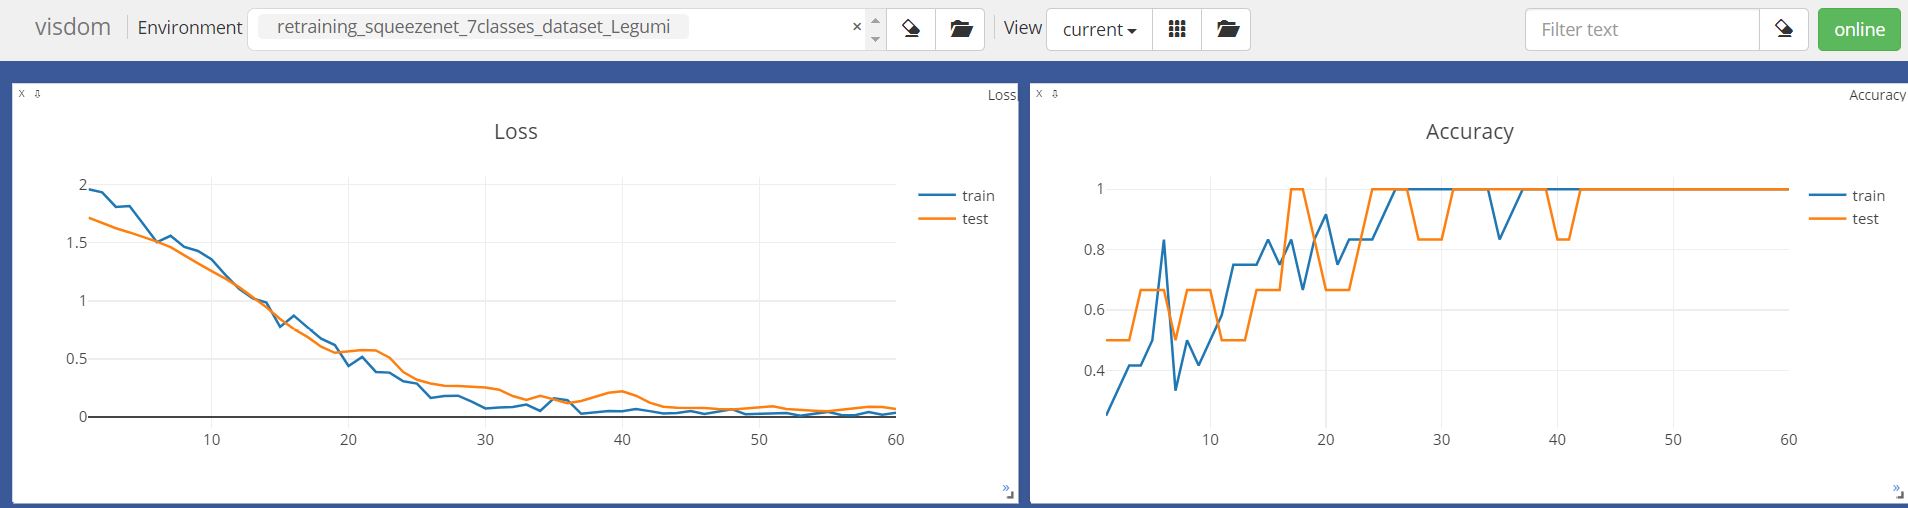 visdom Environment retraining_squeezenet_7classes_dataset_Legumi × View current Filter text online
X Loss
Loss
2
1.5
1
0.5
0
10 20 30 40 50 60
train
test
X Accuracy
Accuracy
1
0.8
0.6
0.4
10 20 30 40 50 60
train
test